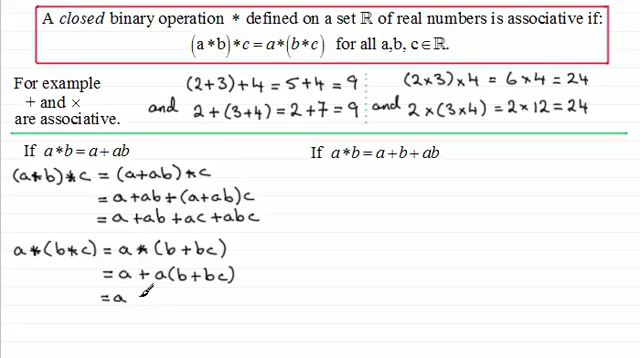 A closed binary operation * defined on a set ℝ of real numbers is associative if:
(a*b)*c = a*(b*c) for all a,b, c∈ℝ.
For example
+ and ×
are associative.
(2+3)+4 = 5+4 = 9
and 2+(3+4) = 2+7 = 9
(2×3)×4 = 6×4 = 24
and 2×(3×4) = 2×12 = 24
If a*b = a+ab
(a*b)*c = (a+ab)*c
= a+ab+(a+ab)c
= a+ab+ac+abc
a*(b*c) = a*(b+bc)
= a+a(b+bc)
= a
If a*b = a+b+ab